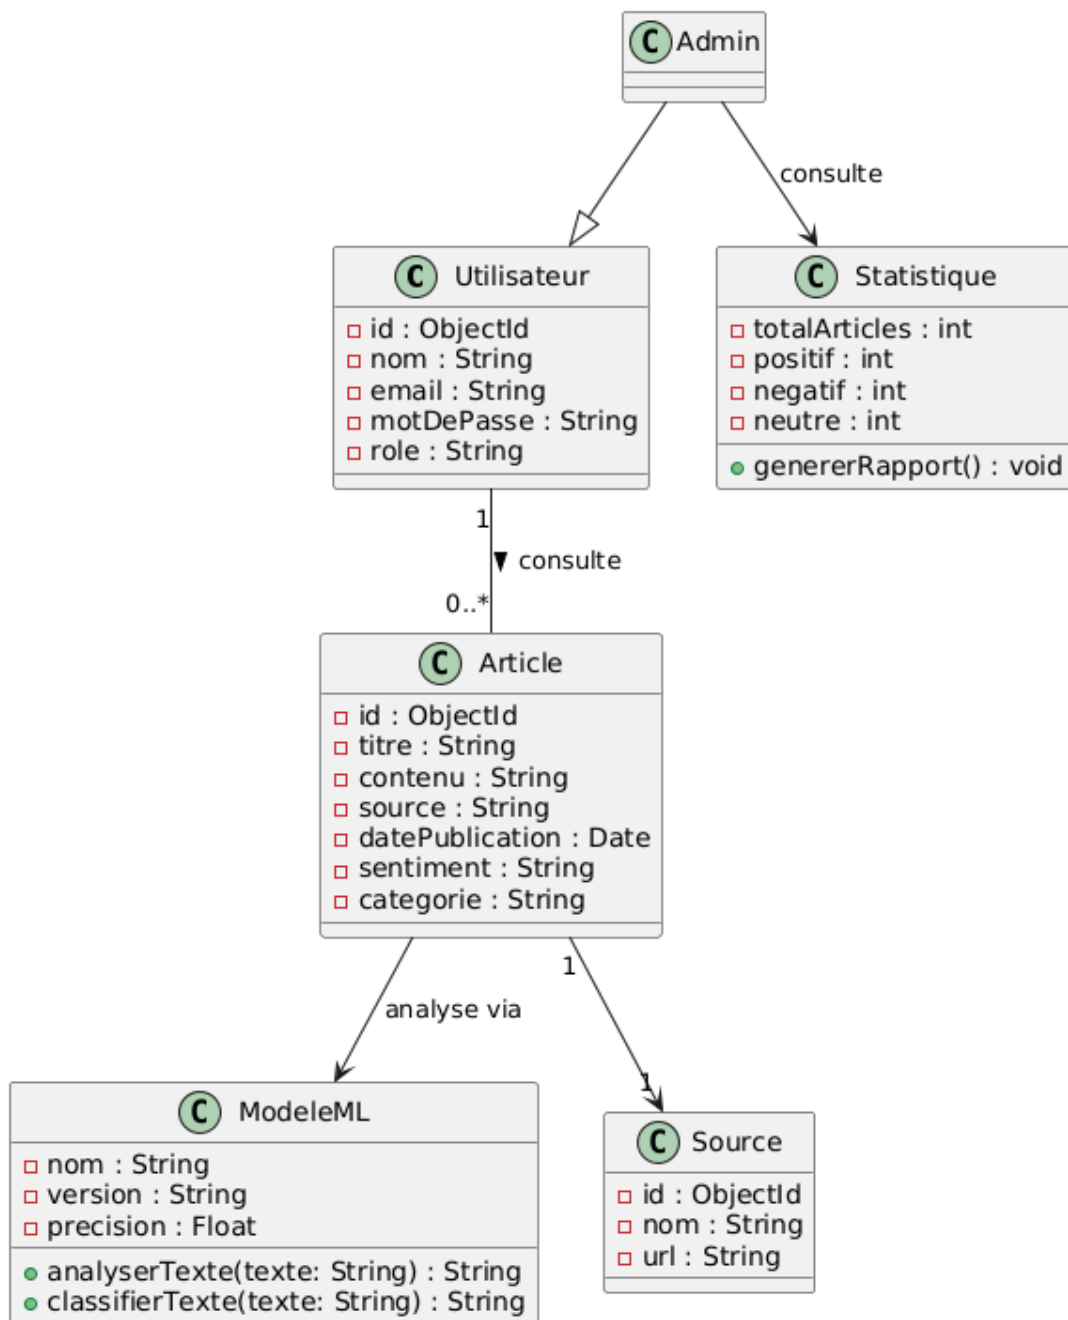 C Admin
consulte
C Utilisateur
id : ObjectId
nom : String
email : String
motDePasse : String
role : String
C Statistique
totalArticles : int
positif : int
negatif : int
neutre : int
genererRapport() : void
1
consulte
0..*
C Article
id : ObjectId
titre : String
contenu : String
source : String
datePublication : Date
sentiment : String
categorie : String
1
analyse via
1
C ModeleML
nom : String
version : String
precision : Float
analyserTexte(texte: String) : String
classifierTexte(texte: String) : String
C Source
id : ObjectId
nom : String
url : String